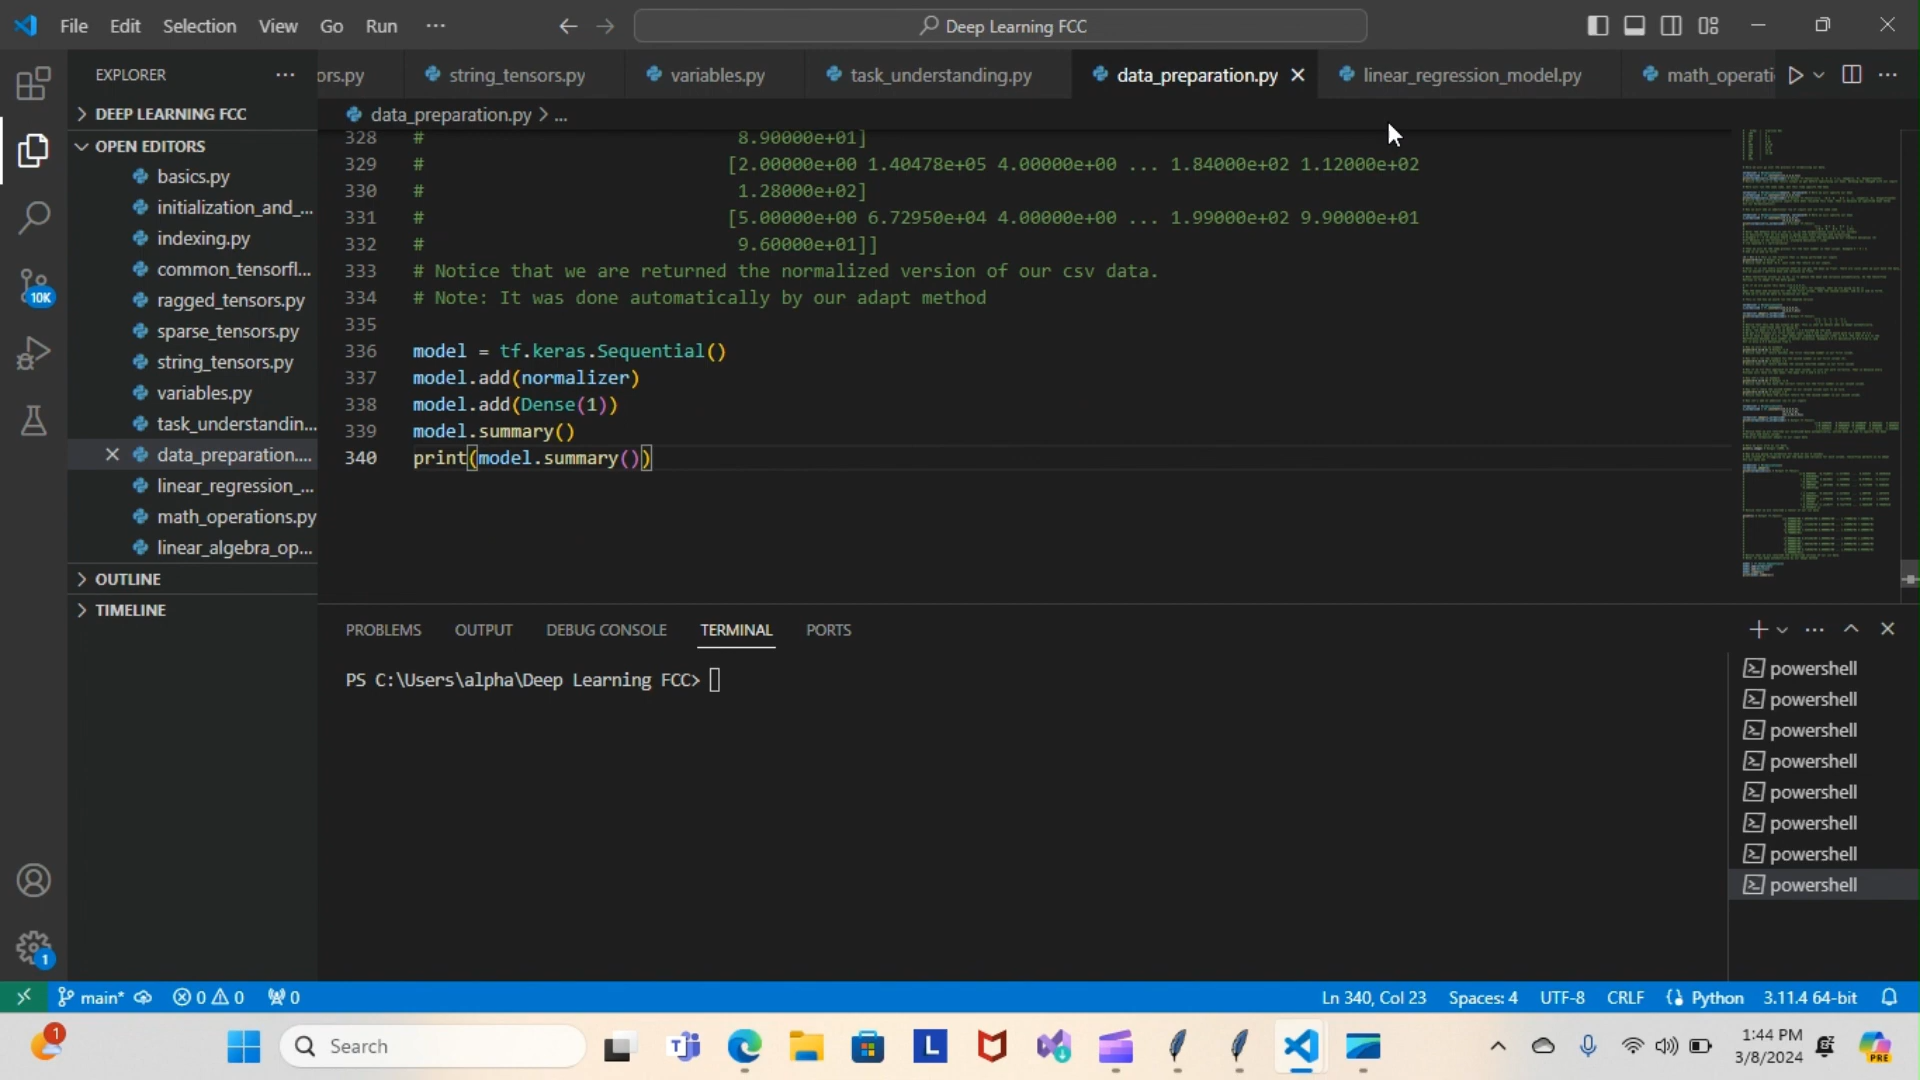 File Edit Selection View Go Run ··· Deep Learning FCC
EXPLORER ···
ors.py string_tensors.py variables.py task_understanding.py data_preparation.py linear_regression_model.py math_operati
DEEP LEARNING FCC
OPEN EDITORS
basics.py
initialization_and_...
indexing.py
common_tensorfl...
ragged_tensors.py
sparse_tensors.py
string_tensors.py
variables.py
task_understandin...
data_preparation....
linear_regression_...
math_operations.py
linear_algebra_op...
OUTLINE
TIMELINE
10K
1
data_preparation.py > ...
328 # 8.90000e+01]
329 # [2.00000e+00 1.40478e+05 4.00000e+00 ... 1.84000e+02 1.12000e+02
330 # 1.28000e+02]
331 # [5.00000e+00 6.72950e+04 4.00000e+00 ... 1.99000e+02 9.90000e+01
332 # 9.60000e+01]]
333 # Notice that we are returned the normalized version of our csv data.
334 # Note: It was done automatically by our adapt method
335
336 model = tf.keras.Sequential()
337 model.add(normalizer)
338 model.add(Dense(1))
339 model.summary()
340 print(model.summary())
PROBLEMS OUTPUT DEBUG CONSOLE TERMINAL PORTS
PS C:\Users\alpha\Deep Learning FCC>
powershell
powershell
powershell
powershell
powershell
powershell
powershell
powershell
main* 0 0 0 Ln 340, Col 23 Spaces: 4 UTF-8 CRLF Python 3.11.4 64-bit
1 Search L PRE
1:44 PM
3/8/2024